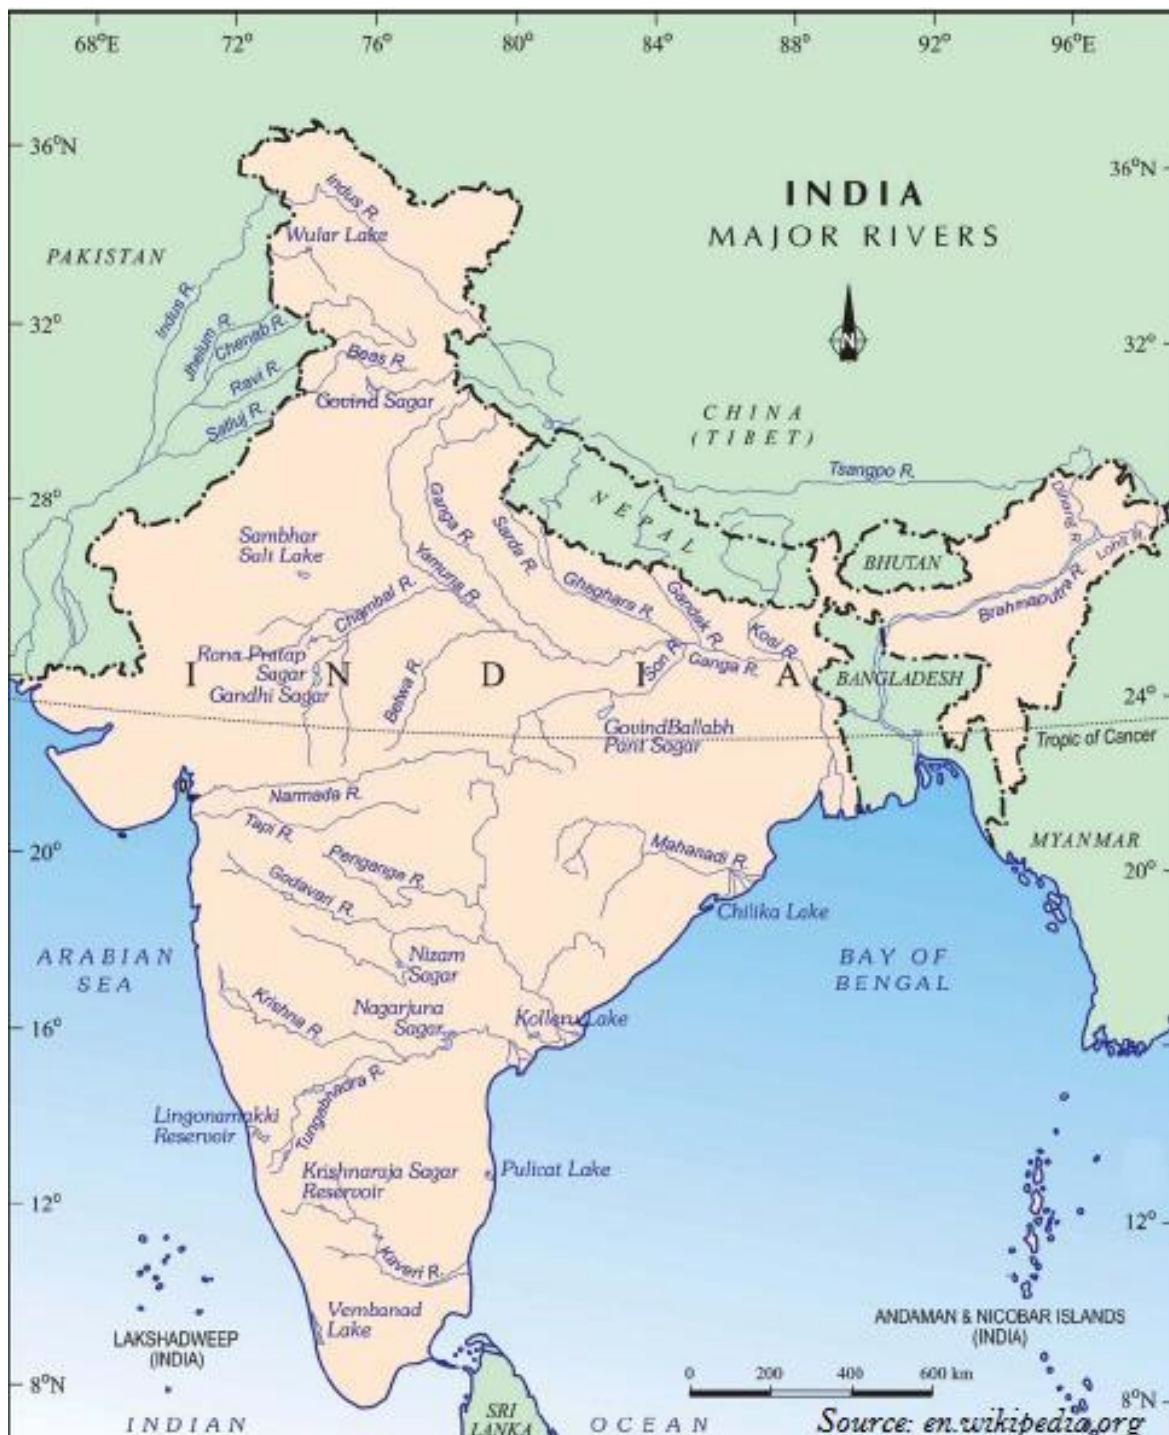 68°E 72° 76° 80° 84° 88° 92° 96°E
36°N
36°N
INDIA
MAJOR RIVERS
N
Indus R.
Wular Lake
PAKISTAN
Indus R.
Jhelum R.
Chenab R.
Ravi R.
Satluj R.
32°
32°
Beas R.
Govind Sagar
CHINA
(TIBET)
Tsangpo R.
28°
NEPAL
Dihang R.
Lohit R.
Sambhar
Salt Lake
Ganga R.
Yamuna R.
Sarda R.
Ghaghara R.
Gandak R.
Kosi R.
BHUTAN
Brahmaputra R.
Chambal R.
Rana Pratap
Sagar
Gandhi Sagar
Betwa R.
Son R.
Ganga R.
INDIA
BANGLADESH
24°
GovindBallabh
Pant Sagar
Tropic of Cancer
Narmada R.
Tapi R.
Penganga R.
Godavari R.
Mahanadi R.
MYANMAR
20°
20°
Chilika Lake
ARABIAN
SEA
BAY OF
BENGAL
Nizam
Sagar
Krishna R.
Nagarjuna
Sagar
Kolleru Lake
16°
Tungabhadra R.
Lingonamakki
Reservoir
Krishnaraja Sagar
Reservoir
Pulicat Lake
12°
12°
Kaveri R.
Vembanad
Lake
LAKSHADWEEP
(INDIA)
ANDAMAN & NICOBAR ISLANDS
(INDIA)
0 200 400 600 km
8°N
8°N
SRI
LANKA
INDIAN OCEAN
Source: en.wikipedia.org